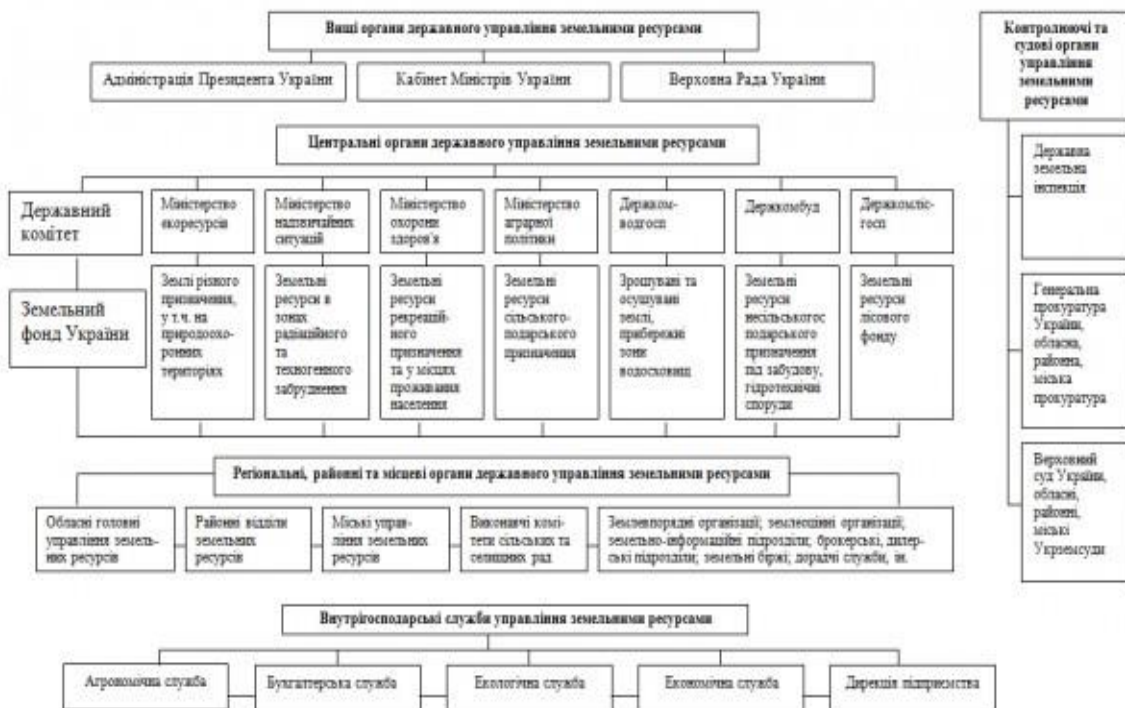 Вищі органи державного управління земельними ресурсами
Адміністрація Президента України
Кабінет Міністрів України
Верховна Рада України
Центральні органи державного управління земельними ресурсами
Державний
комітет
Міністерство
екоресурсів
Міністерство
надзвичайних
ситуацій
Міністерство
охорони
здоров'я
Міністерство
аграрної
політики
Держком-
водгосп
Держкомбуд
Держкомліс-
госп
Земельний
фонд України
Землі різного
призначення,
у т.ч. на
природоохо-
ронних
територіях
Земельні
ресурси в
зонах
радіаційного
та
техногенного
забруднення
Земельні
ресурси
рекреацій-
ного
призначення
та у місцях
проживання
населення
Земельні
ресурси
сільського-
подарського
призначення
Зрошувані та
осушувані
землі,
прибережні
зони
водосховищ
Земельні
ресурси
несільськогос
подарського
призначення
під забудову,
гідротехнічні
споруди
Земельні
ресурси
лісового
фонду
Регіональні, районні та місцеві органи державного управління земельними ресурсами
Обласні головні
управління земель-
них ресурсів
Районні відділи
земельних
ресурсів
Міські управ-
ління земельних
ресурсів
Виконавчі комі-
тети сільських та
селищних рад
Землевпорядні організації; землеоцінні організації;
земельно-інформаційні підрозділи; брокерські, дилер-
ські підрозділи; земельні біржі; дорадчі служби, ін.
Внутрігосподарські служби управління земельними ресурсами
Агрономічна служба
Бухгалтерська служба
Екологічна служба
Економічна служба
Дирекція підприємства
Контролюючі та
судові органи
управління
земельними
ресурсами
Державна
земельна
інспекція
Генеральна
прокуратура
України,
обласна,
районна,
міська
прокуратура
Верховний
суд України,
обласні,
районні,
міські
Укрземсуди